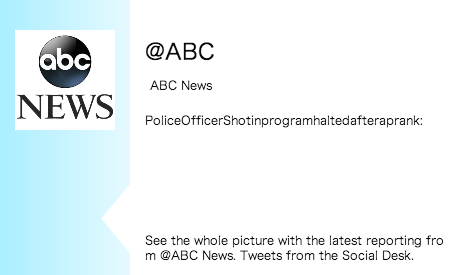 abc
NEWS
@ABC
ABC News
PoliceOfficerShotinprogramhaltedafteraprank:
See the whole picture with the latest reporting fro
m @ABC News. Tweets from the Social Desk.